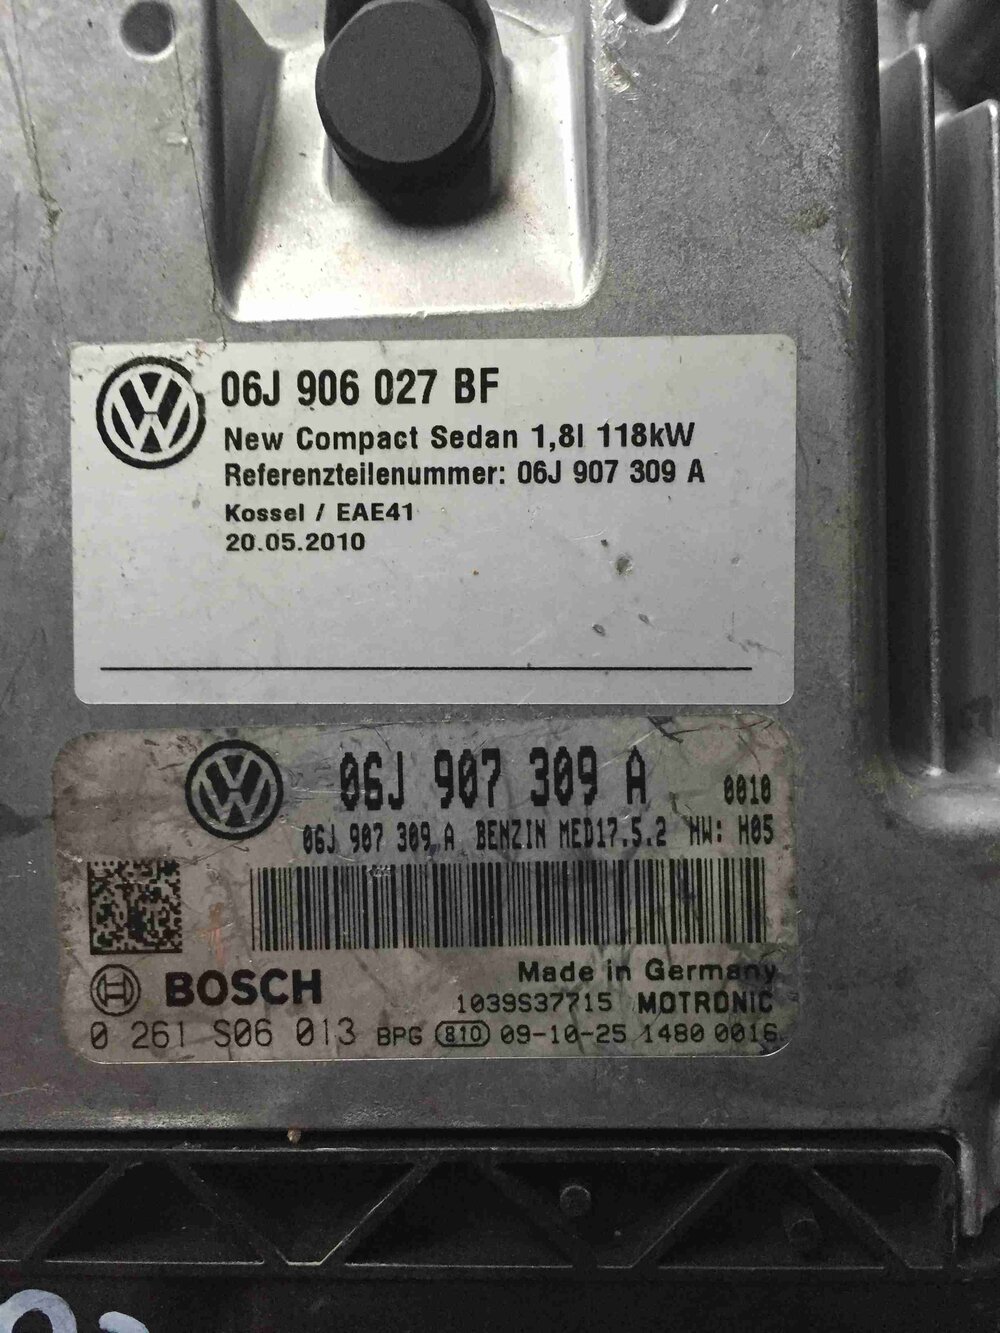 06J 906 027 BF
New Compact Sedan 1,8l 118kW
Referenzteilenummer: 06J 907 309 A
Kossel / EAE41
20.05.2010
06J 907 309 A 0010
06J 907 309 A BENZIN MED17.5.2 HW: H05
Made in Germany
BOSCH
1039S37715 MOTRONIC
0 261 S06 013 BPG 810 09-10-25 1480 0016